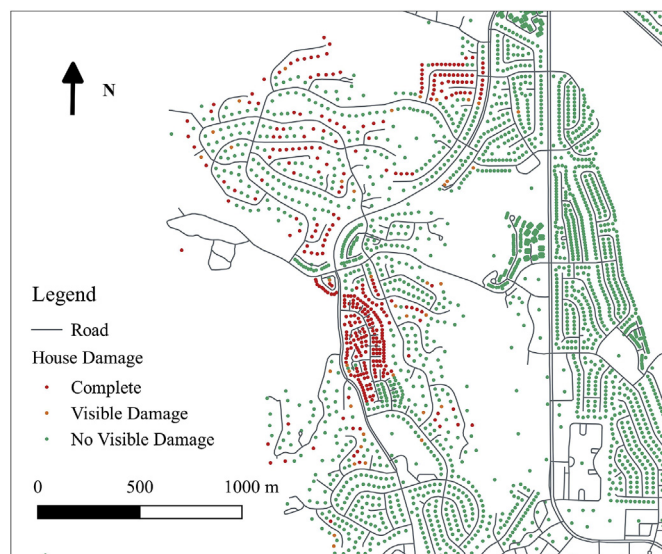 N
Legend
Road
House Damage
Complete
Visible Damage
No Visible Damage
0 500 1000 m